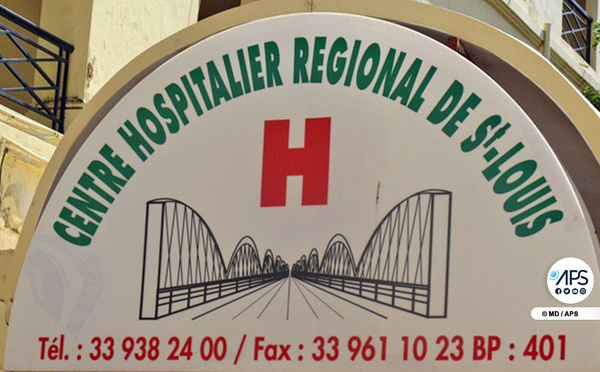 CENTRE HOSPITALIER REGIONAL DE St-LOUIS
H
Tél. : 33 938 24 00 / Fax : 33 961 10 23 BP : 401
APS
© MD / APS